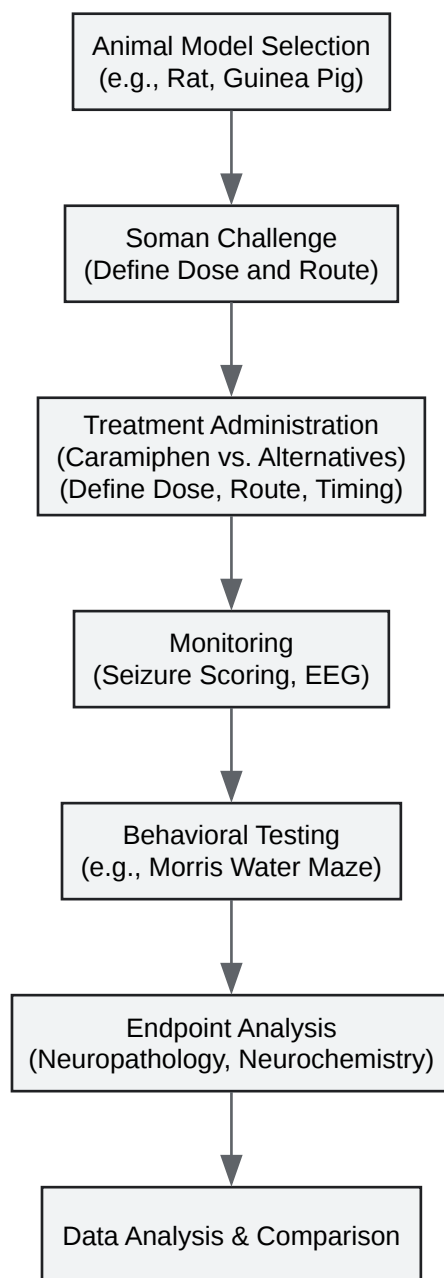 Animal Model Selection
(e.g., Rat, Guinea Pig)
Soman Challenge
(Define Dose and Route)
Treatment Administration
(Caramiphen vs. Alternatives)
(Define Dose, Route, Timing)
Monitoring
(Seizure Scoring, EEG)
Behavioral Testing
(e.g., Morris Water Maze)
Endpoint Analysis
(Neuropathology, Neurochemistry)
Data Analysis & Comparison